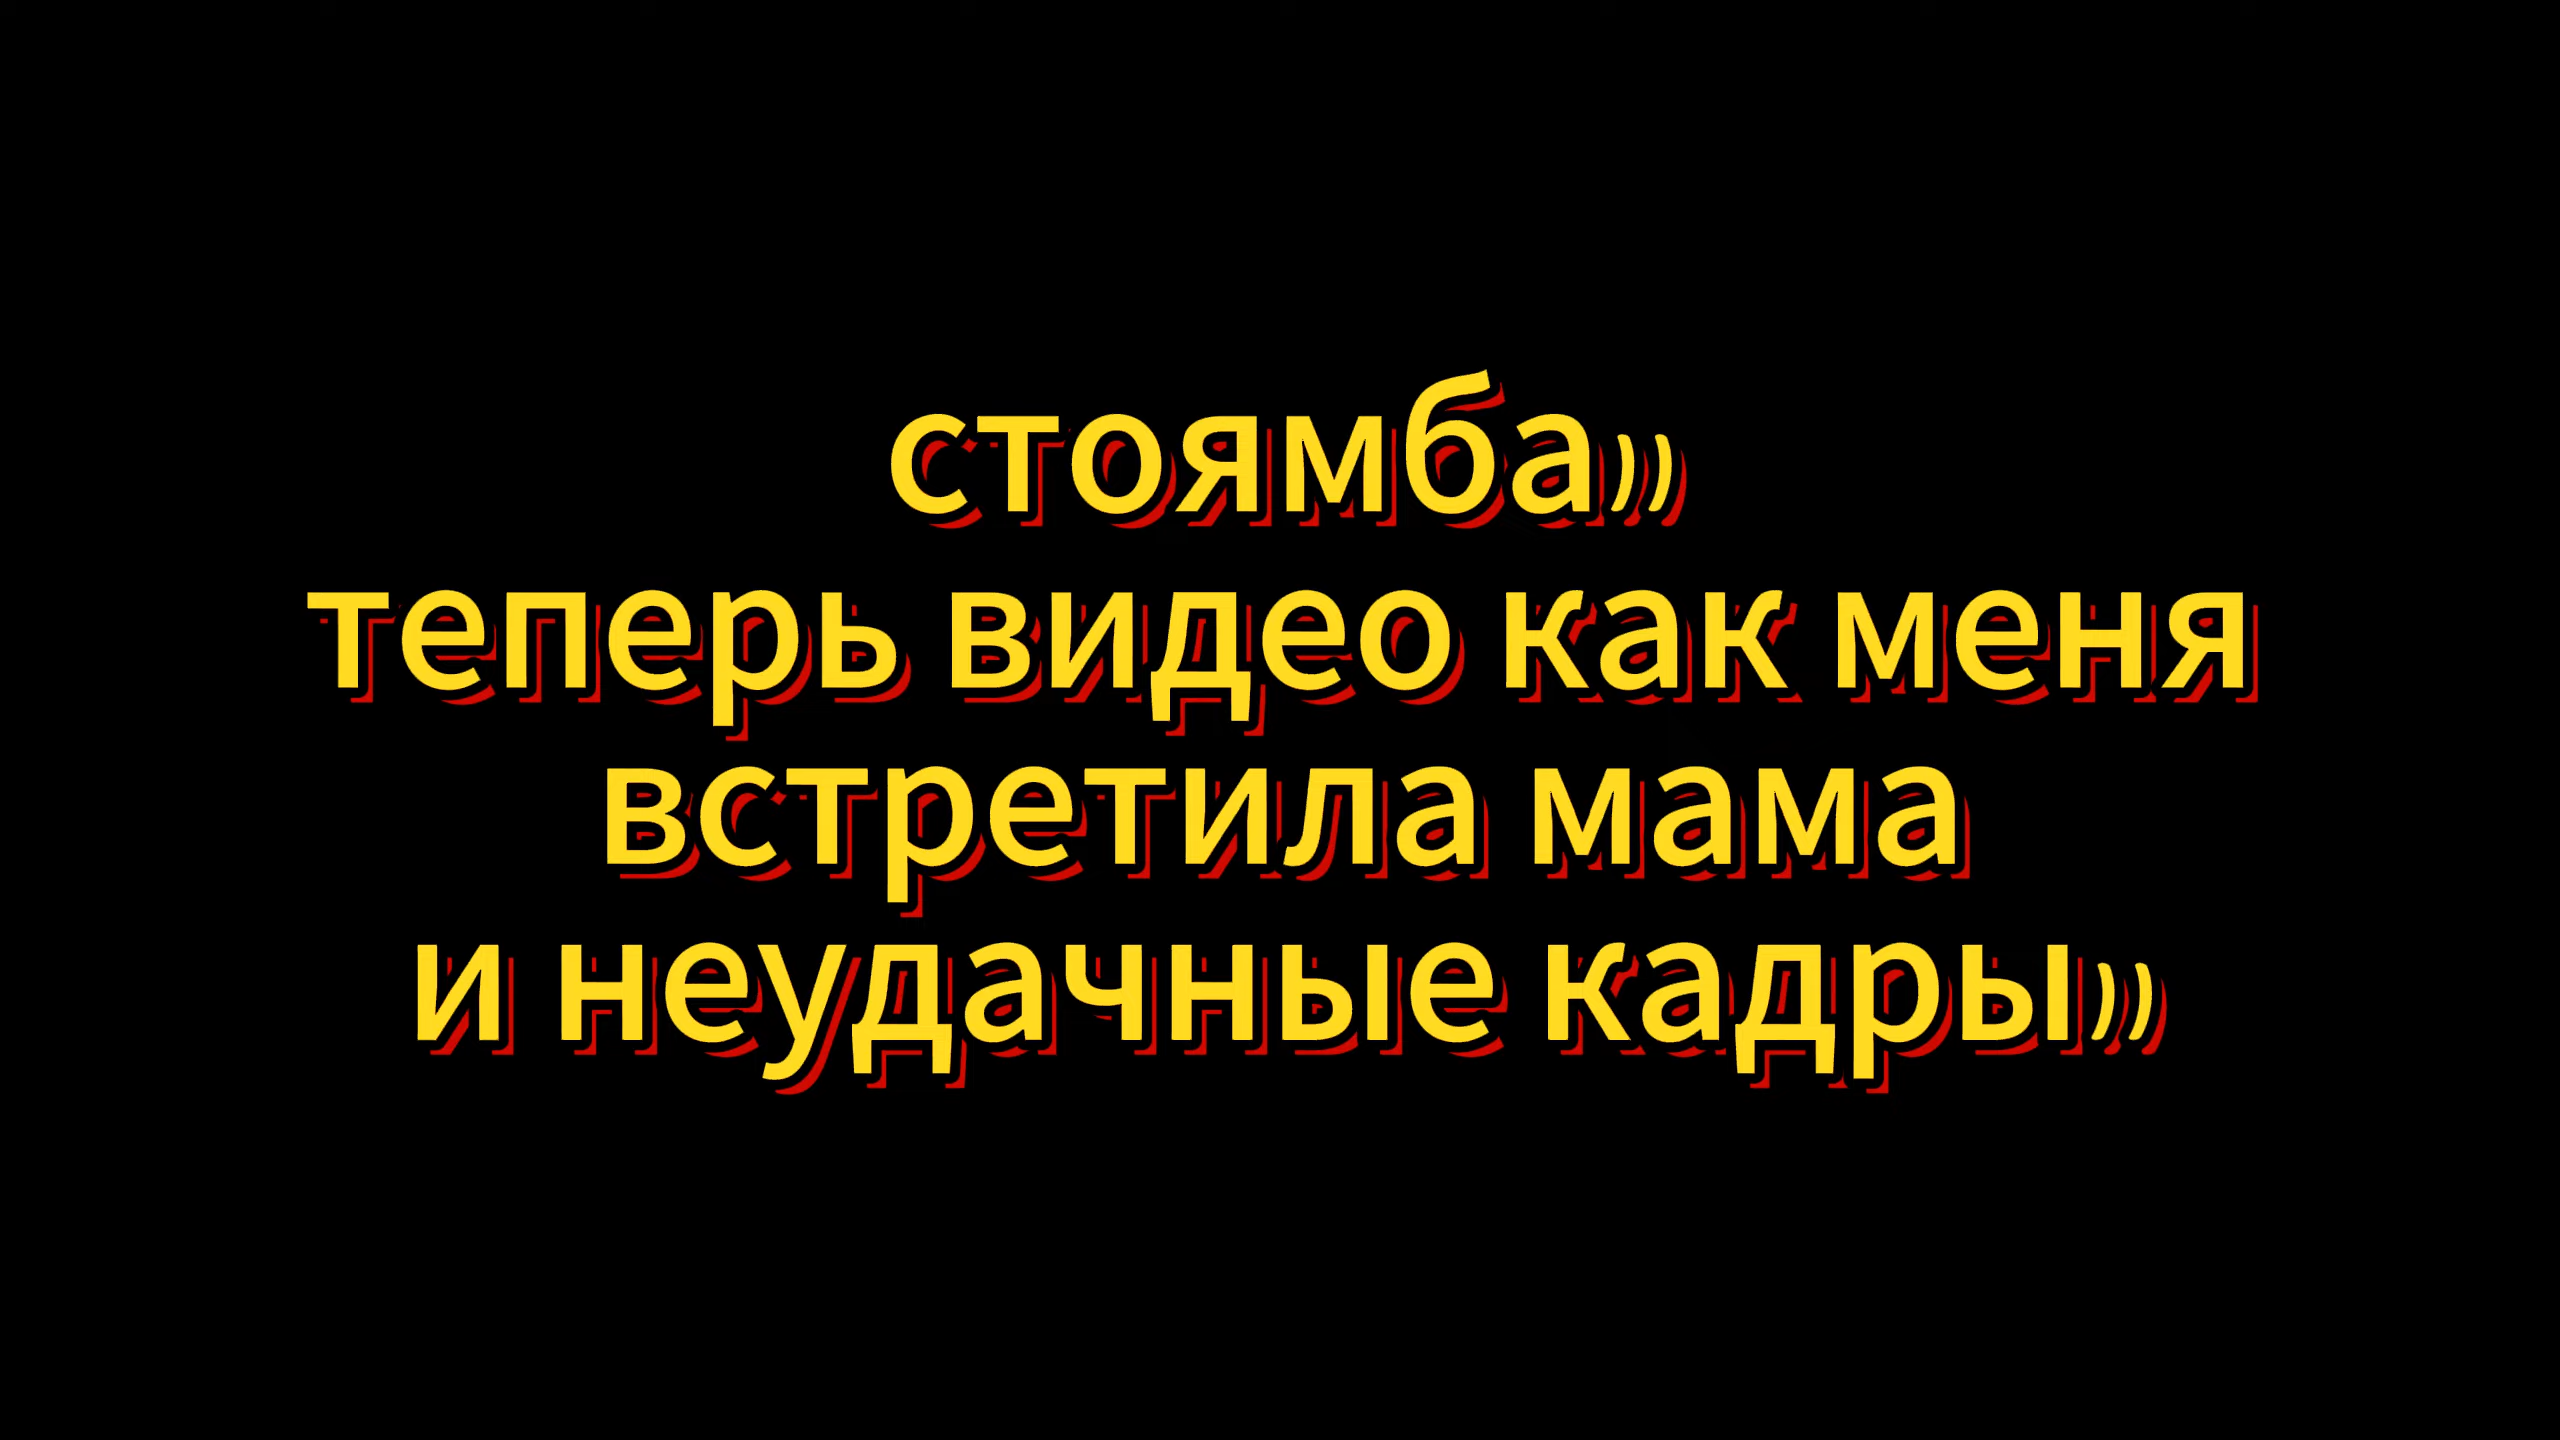 стоямба))
теперь видео как меня
встретила мама
и неудачные кадры))